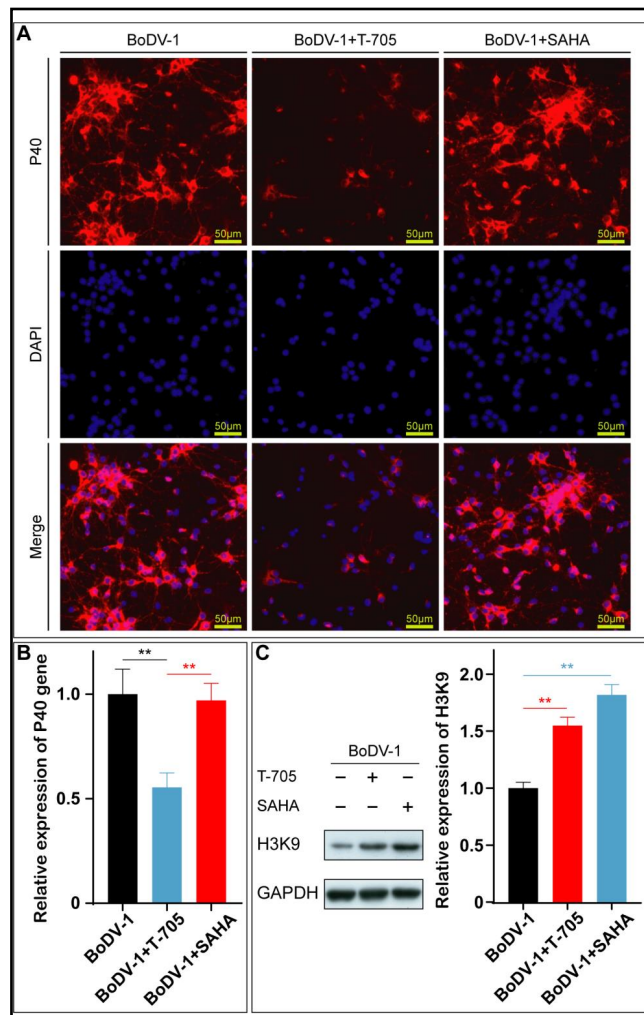 A
BoDV-1 BoDV-1+T-705 BoDV-1+SAHA
P40
50µm 50µm 50µm
DAPI
50µm 50µm 50µm
Merge
50µm 50µm 50µm
B
Relative expression of P40 gene
** **
1.0
0.5
0
BoDV-1
BoDV-1+T-705
BoDV-1+SAHA
C
BoDV-1
T-705 − + −
SAHA − − +
H3K9
GAPDH
Relative expression of H3K9
**
**
2.0
1.5
1.0
0.5
0
BoDV-1
BoDV-1+T-705
BoDV-1+SAHA